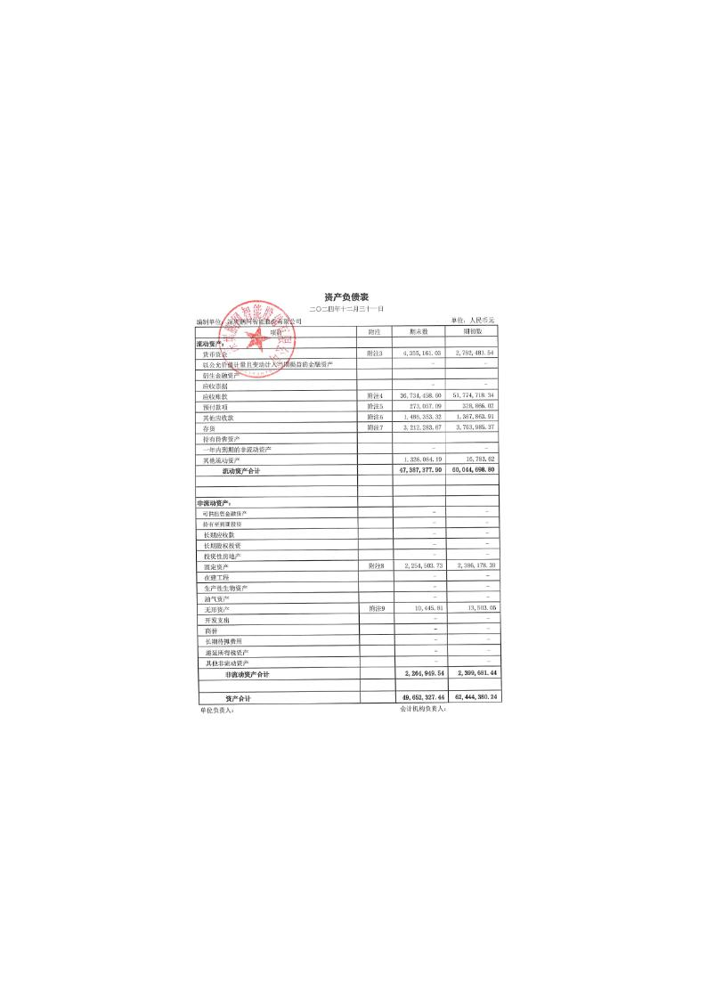 资产负债表
二〇二四年十二月三十一日
编制单位：深圳 网智能股份有限公司 单位：人民币元
项目 附注 期末数 期初数
流动资产：
货币资金 附注3 4,355,161.03 2,792,481.54
以公允价值计量且变动计入当期损益的金融资产 – –
衍生金融资产
应收票据 – –
应收账款 附注4 36,734,458.60 51,774,718.34
预付款项 附注5 273,057.09 328,866.02
其他应收款 附注6 1,486,353.32 1,367,863.91
存货 附注7 3,212,283.67 3,763,985.37
持有待售资产
一年内到期的非流动资产 – –
其他流动资产 1,326,064.19 16,783.62
流动资产合计 47,387,377.90 60,044,698.80
非流动资产：
可供出售金融资产 – –
持有至到期投资 – –
长期应收款 – –
长期股权投资 – –
投资性房地产 – –
固定资产 附注8 2,254,503.73 2,386,178.39
在建工程 – –
生产性生物资产 – –
油气资产 – –
无形资产 附注9 10,445.81 13,503.05
开发支出 – –
商誉 – –
长期待摊费用 – –
递延所得税资产 – –
其他非流动资产 – –
非流动资产合计 2,264,949.54 2,399,681.44
资产合计 49,652,327.44 62,444,380.24
单位负责人： 会计机构负责人：